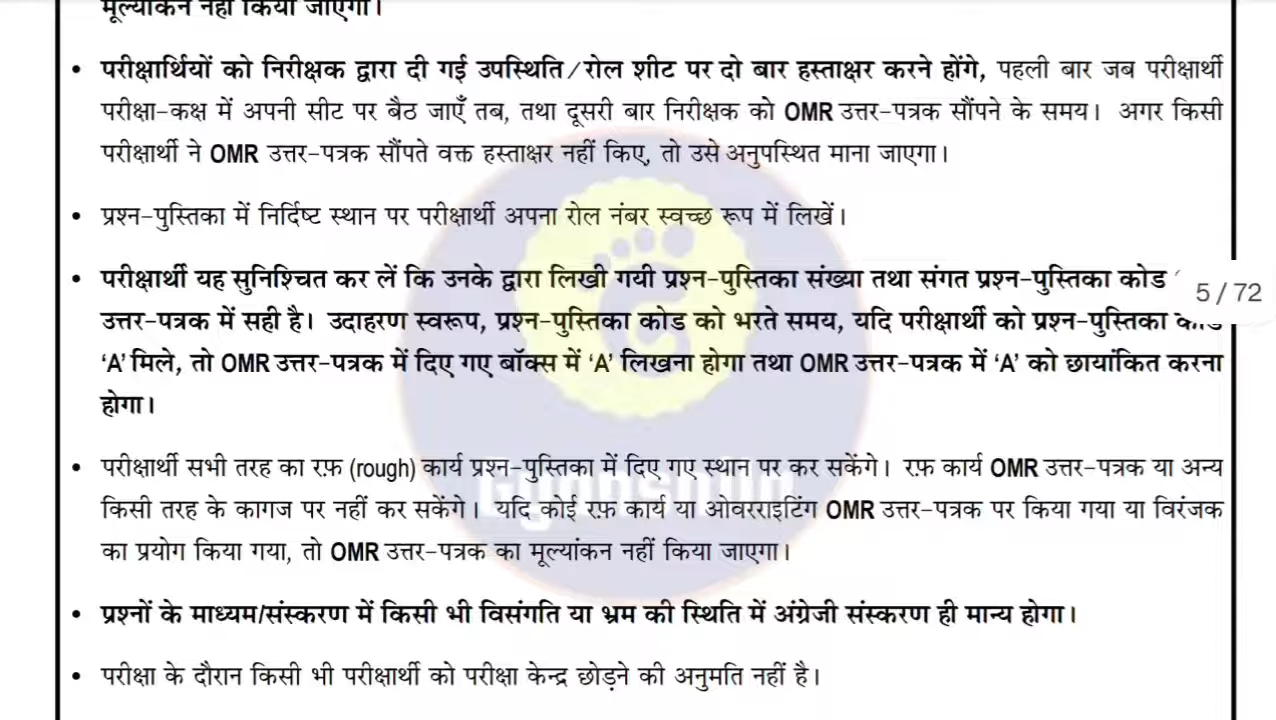 मूल्यांकन नहीं किया जाएगा।
• परीक्षार्थियों को निरीक्षक द्वारा दी गई उपस्थिति/रोल शीट पर दो बार हस्ताक्षर करने होंगे, पहली बार जब परीक्षार्थी
परीक्षा-कक्ष में अपनी सीट पर बैठ जाएँ तब, तथा दूसरी बार निरीक्षक को OMR उत्तर-पत्रक सौंपने के समय। अगर किसी
परीक्षार्थी ने OMR उत्तर-पत्रक सौंपते वक्त हस्ताक्षर नहीं किए, तो उसे अनुपस्थित माना जाएगा।
• प्रश्न-पुस्तिका में निर्दिष्ट स्थान पर परीक्षार्थी अपना रोल नंबर स्वच्छ रूप में लिखें।
• परीक्षार्थी यह सुनिश्चित कर लें कि उनके द्वारा लिखी गयी प्रश्न-पुस्तिका संख्या तथा संगत प्रश्न-पुस्तिका कोड
5/72
उत्तर-पत्रक में सही है। उदाहरण स्वरूप, प्रश्न-पुस्तिका कोड को भरते समय, यदि परीक्षार्थी को प्रश्न-पुस्तिका
‘A’ मिले, तो OMR उत्तर-पत्रक में दिए गए बॉक्स में ‘A’ लिखना होगा तथा OMR उत्तर-पत्रक में ‘A’ को छायांकित करना
होगा।
• परीक्षार्थी सभी तरह का रफ़ (rough) कार्य प्रश्न-पुस्तिका में दिए गए स्थान पर कर सकेंगे। रफ़ कार्य OMR उत्तर-पत्रक या अन्य
Gyansmiin
किसी तरह के कागज पर नहीं कर सकेंगे। यदि कोई रफ़ कार्य या ओवरराइटिंग OMR उत्तर-पत्रक पर किया गया या विरंजक
का प्रयोग किया गया, तो OMR उत्तर-पत्रक का मूल्यांकन नहीं किया जाएगा।
• प्रश्नों के माध्यम/संस्करण में किसी भी विसंगति या भ्रम की स्थिति में अंग्रेजी संस्करण ही मान्य होगा।
• परीक्षा के दौरान किसी भी परीक्षार्थी को परीक्षा केन्द्र छोड़ने की अनुमति नहीं है।